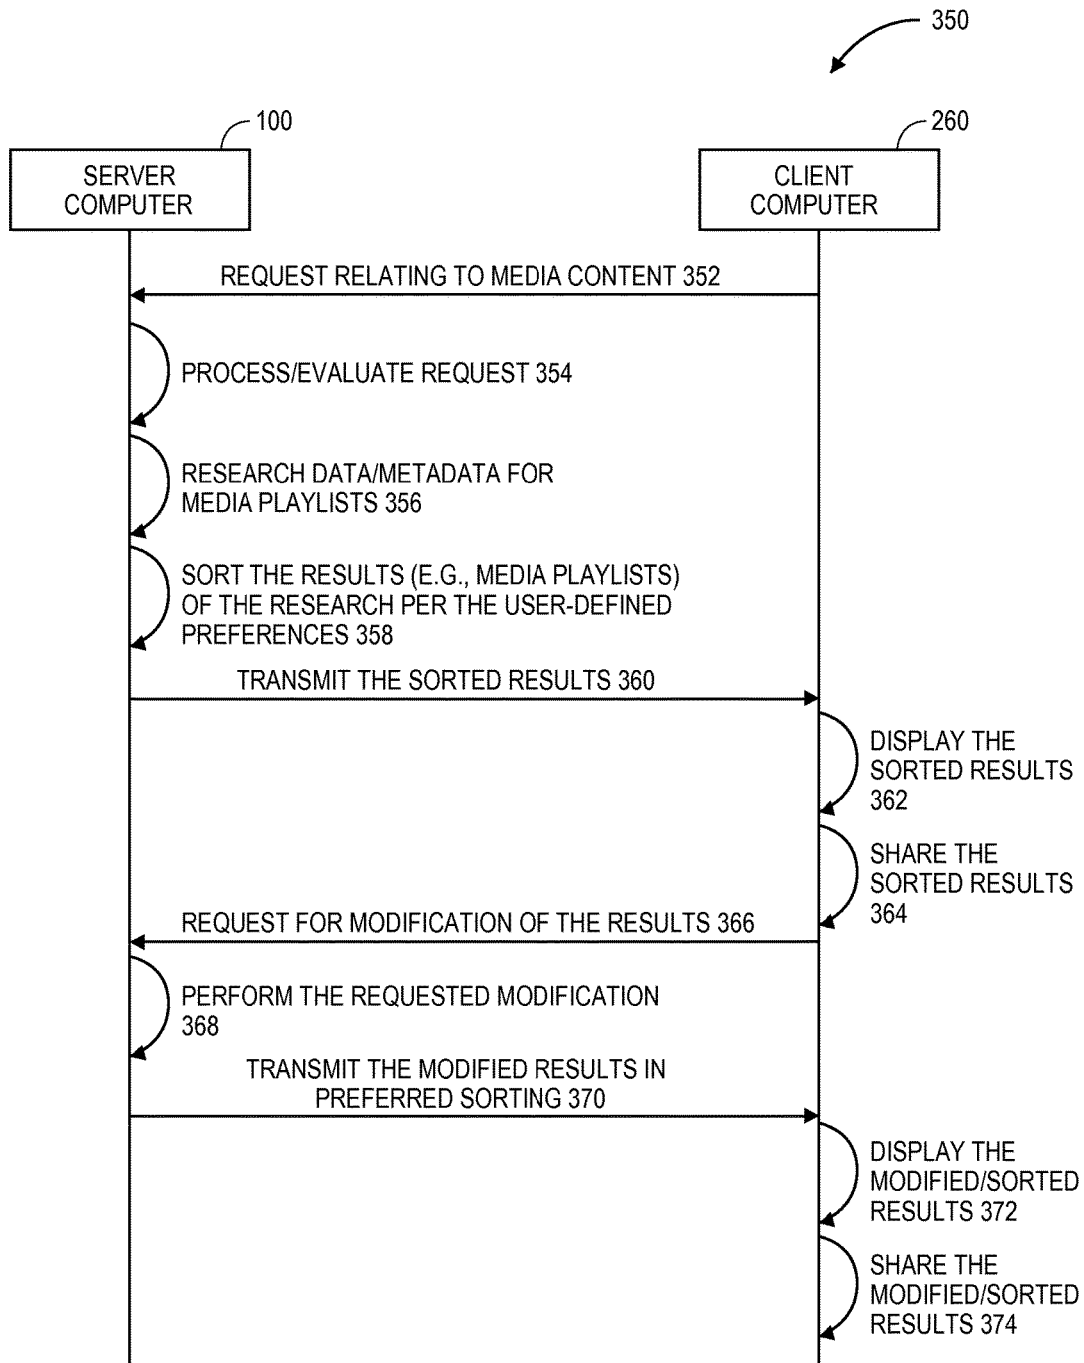 350
100
260
SERVER
COMPUTER
CLIENT
COMPUTER
REQUEST RELATING TO MEDIA CONTENT 352
PROCESS/EVALUATE REQUEST 354
RESEARCH DATA/METADATA FOR
MEDIA PLAYLISTS 356
SORT THE RESULTS (E.G., MEDIA PLAYLISTS)
OF THE RESEARCH PER THE USER-DEFINED
PREFERENCES 358
TRANSMIT THE SORTED RESULTS 360
DISPLAY THE
SORTED RESULTS
362
SHARE THE
SORTED RESULTS
364
REQUEST FOR MODIFICATION OF THE RESULTS 366
PERFORM THE REQUESTED MODIFICATION
368
TRANSMIT THE MODIFIED RESULTS IN
PREFERRED SORTING 370
DISPLAY THE
MODIFIED/SORTED
RESULTS 372
SHARE THE
MODIFIED/SORTED
RESULTS 374